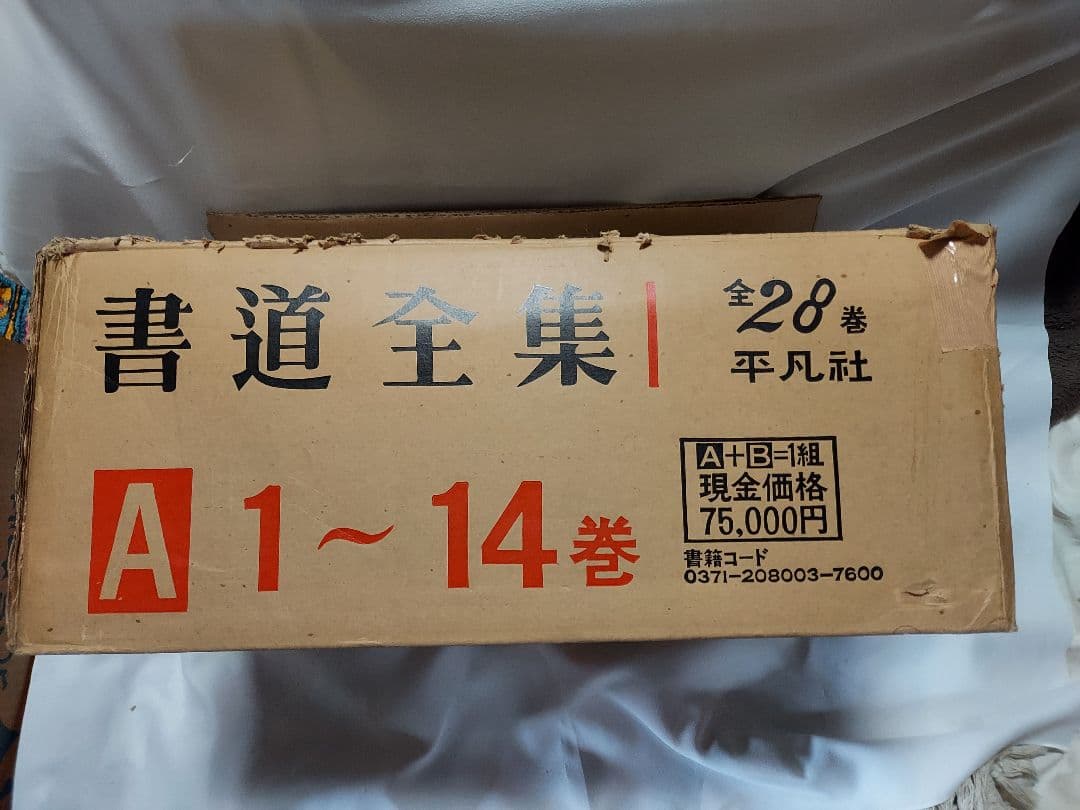 書道全集
全28巻
平凡社
A 1～14巻
A+B=1組
現金価格
75,000円
書籍コード
0371-208003-7600